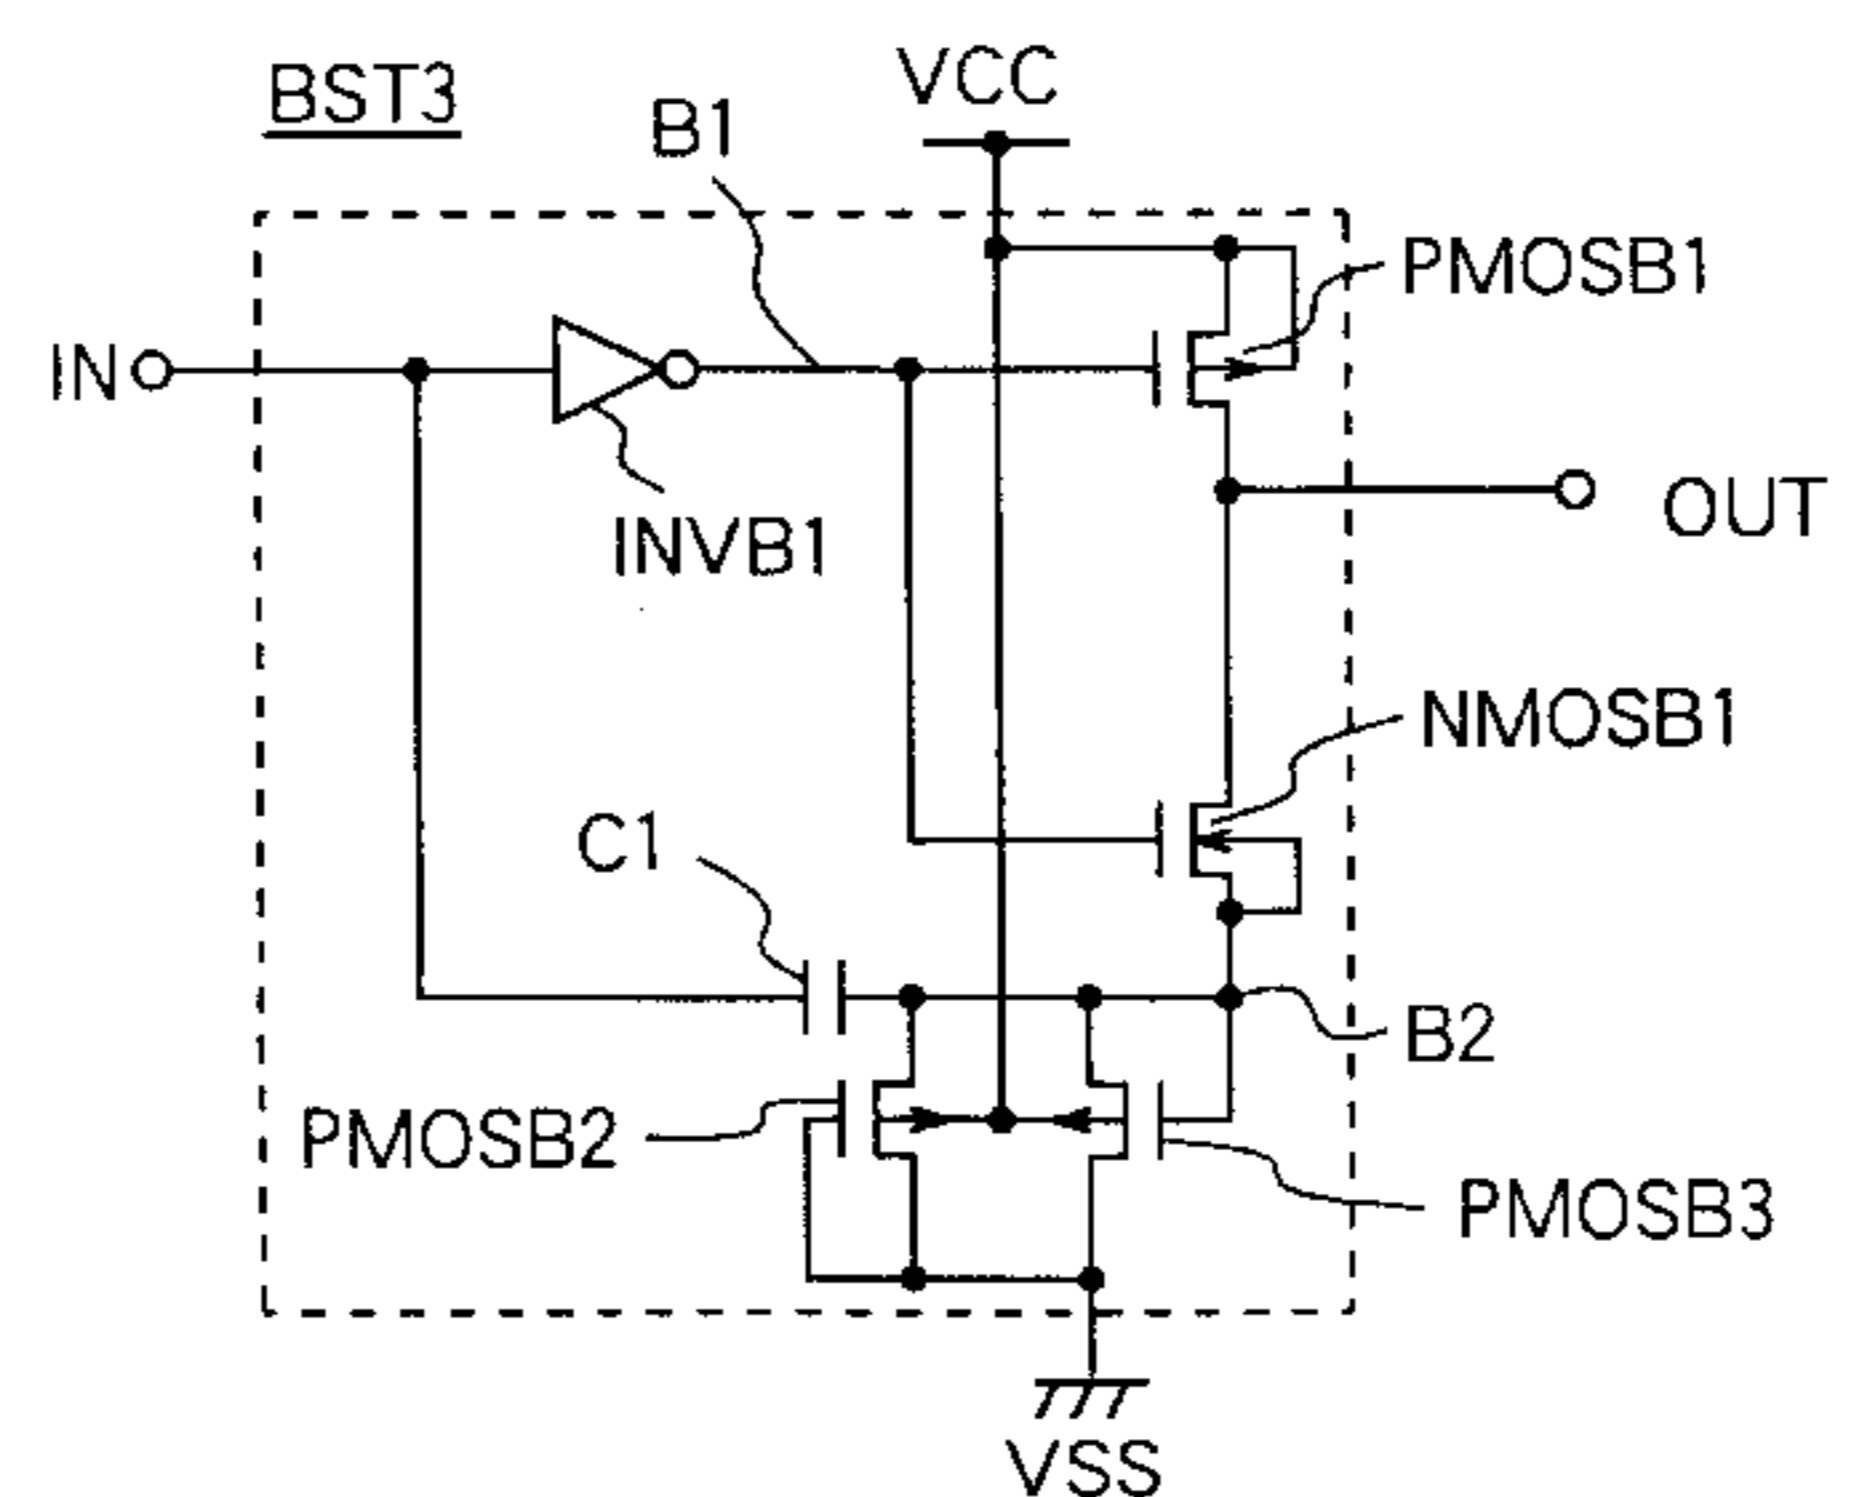 BST3
VCC
B1
PMOSB1
IN
OUT
INVB1
NMOSB1
C1
B2
PMOSB2
PMOSB3
VSS